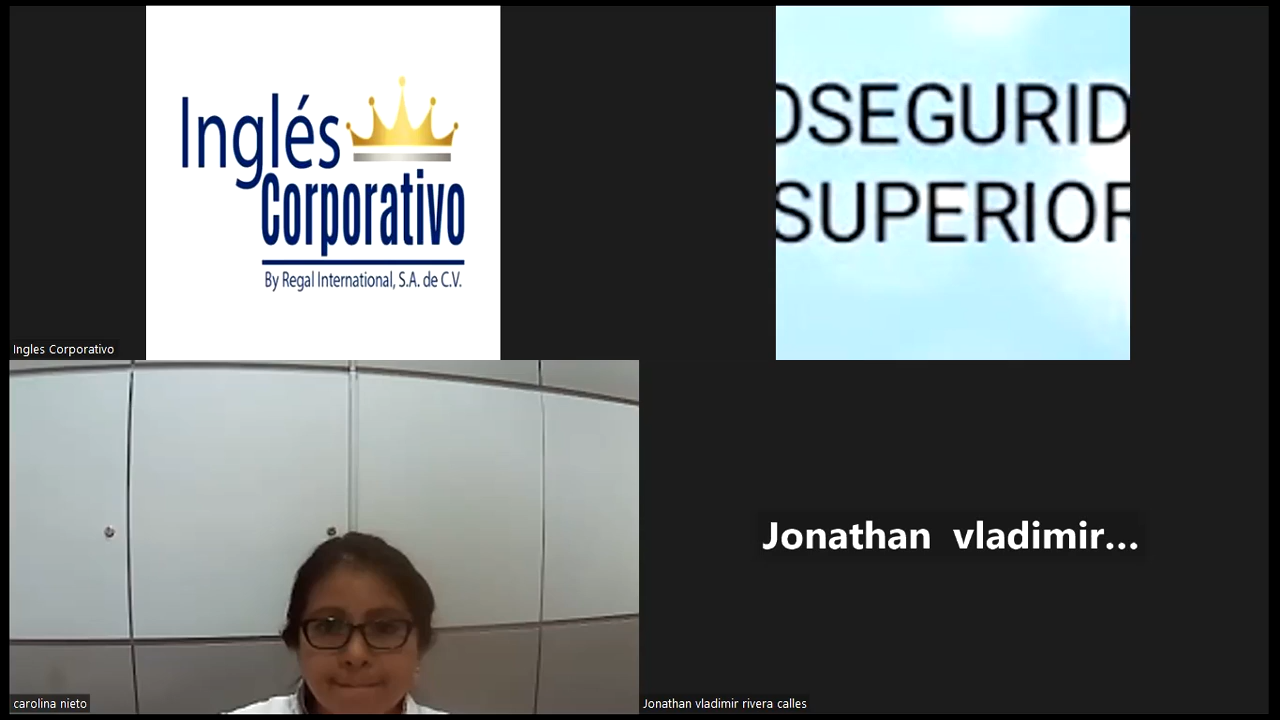 Inglés
Corporativo
By Regal International, S.A. de C.V.
Ingles Corporativo
OSEGURID
SUPERIOR
carolina nieto
Jonathan vladimir...
Jonathan vladimir rivera calles